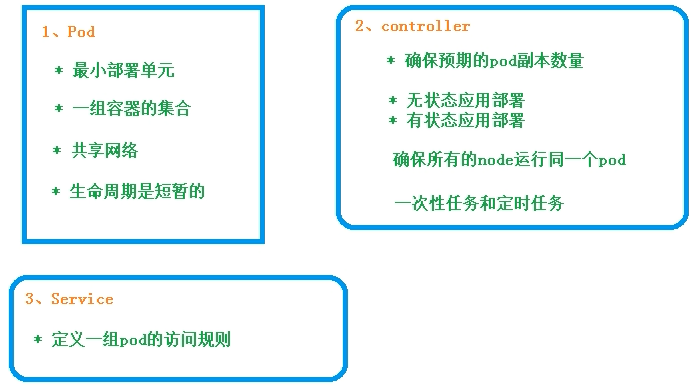 1、Pod
* 最小部署单元
* 一组容器的集合
* 共享网络
* 生命周期是短暂的
2、controller
* 确保预期的pod副本数量
* 无状态应用部署
* 有状态应用部署
确保所有的node运行同一个pod
一次性任务和定时任务
3、Service
* 定义一组pod的访问规则